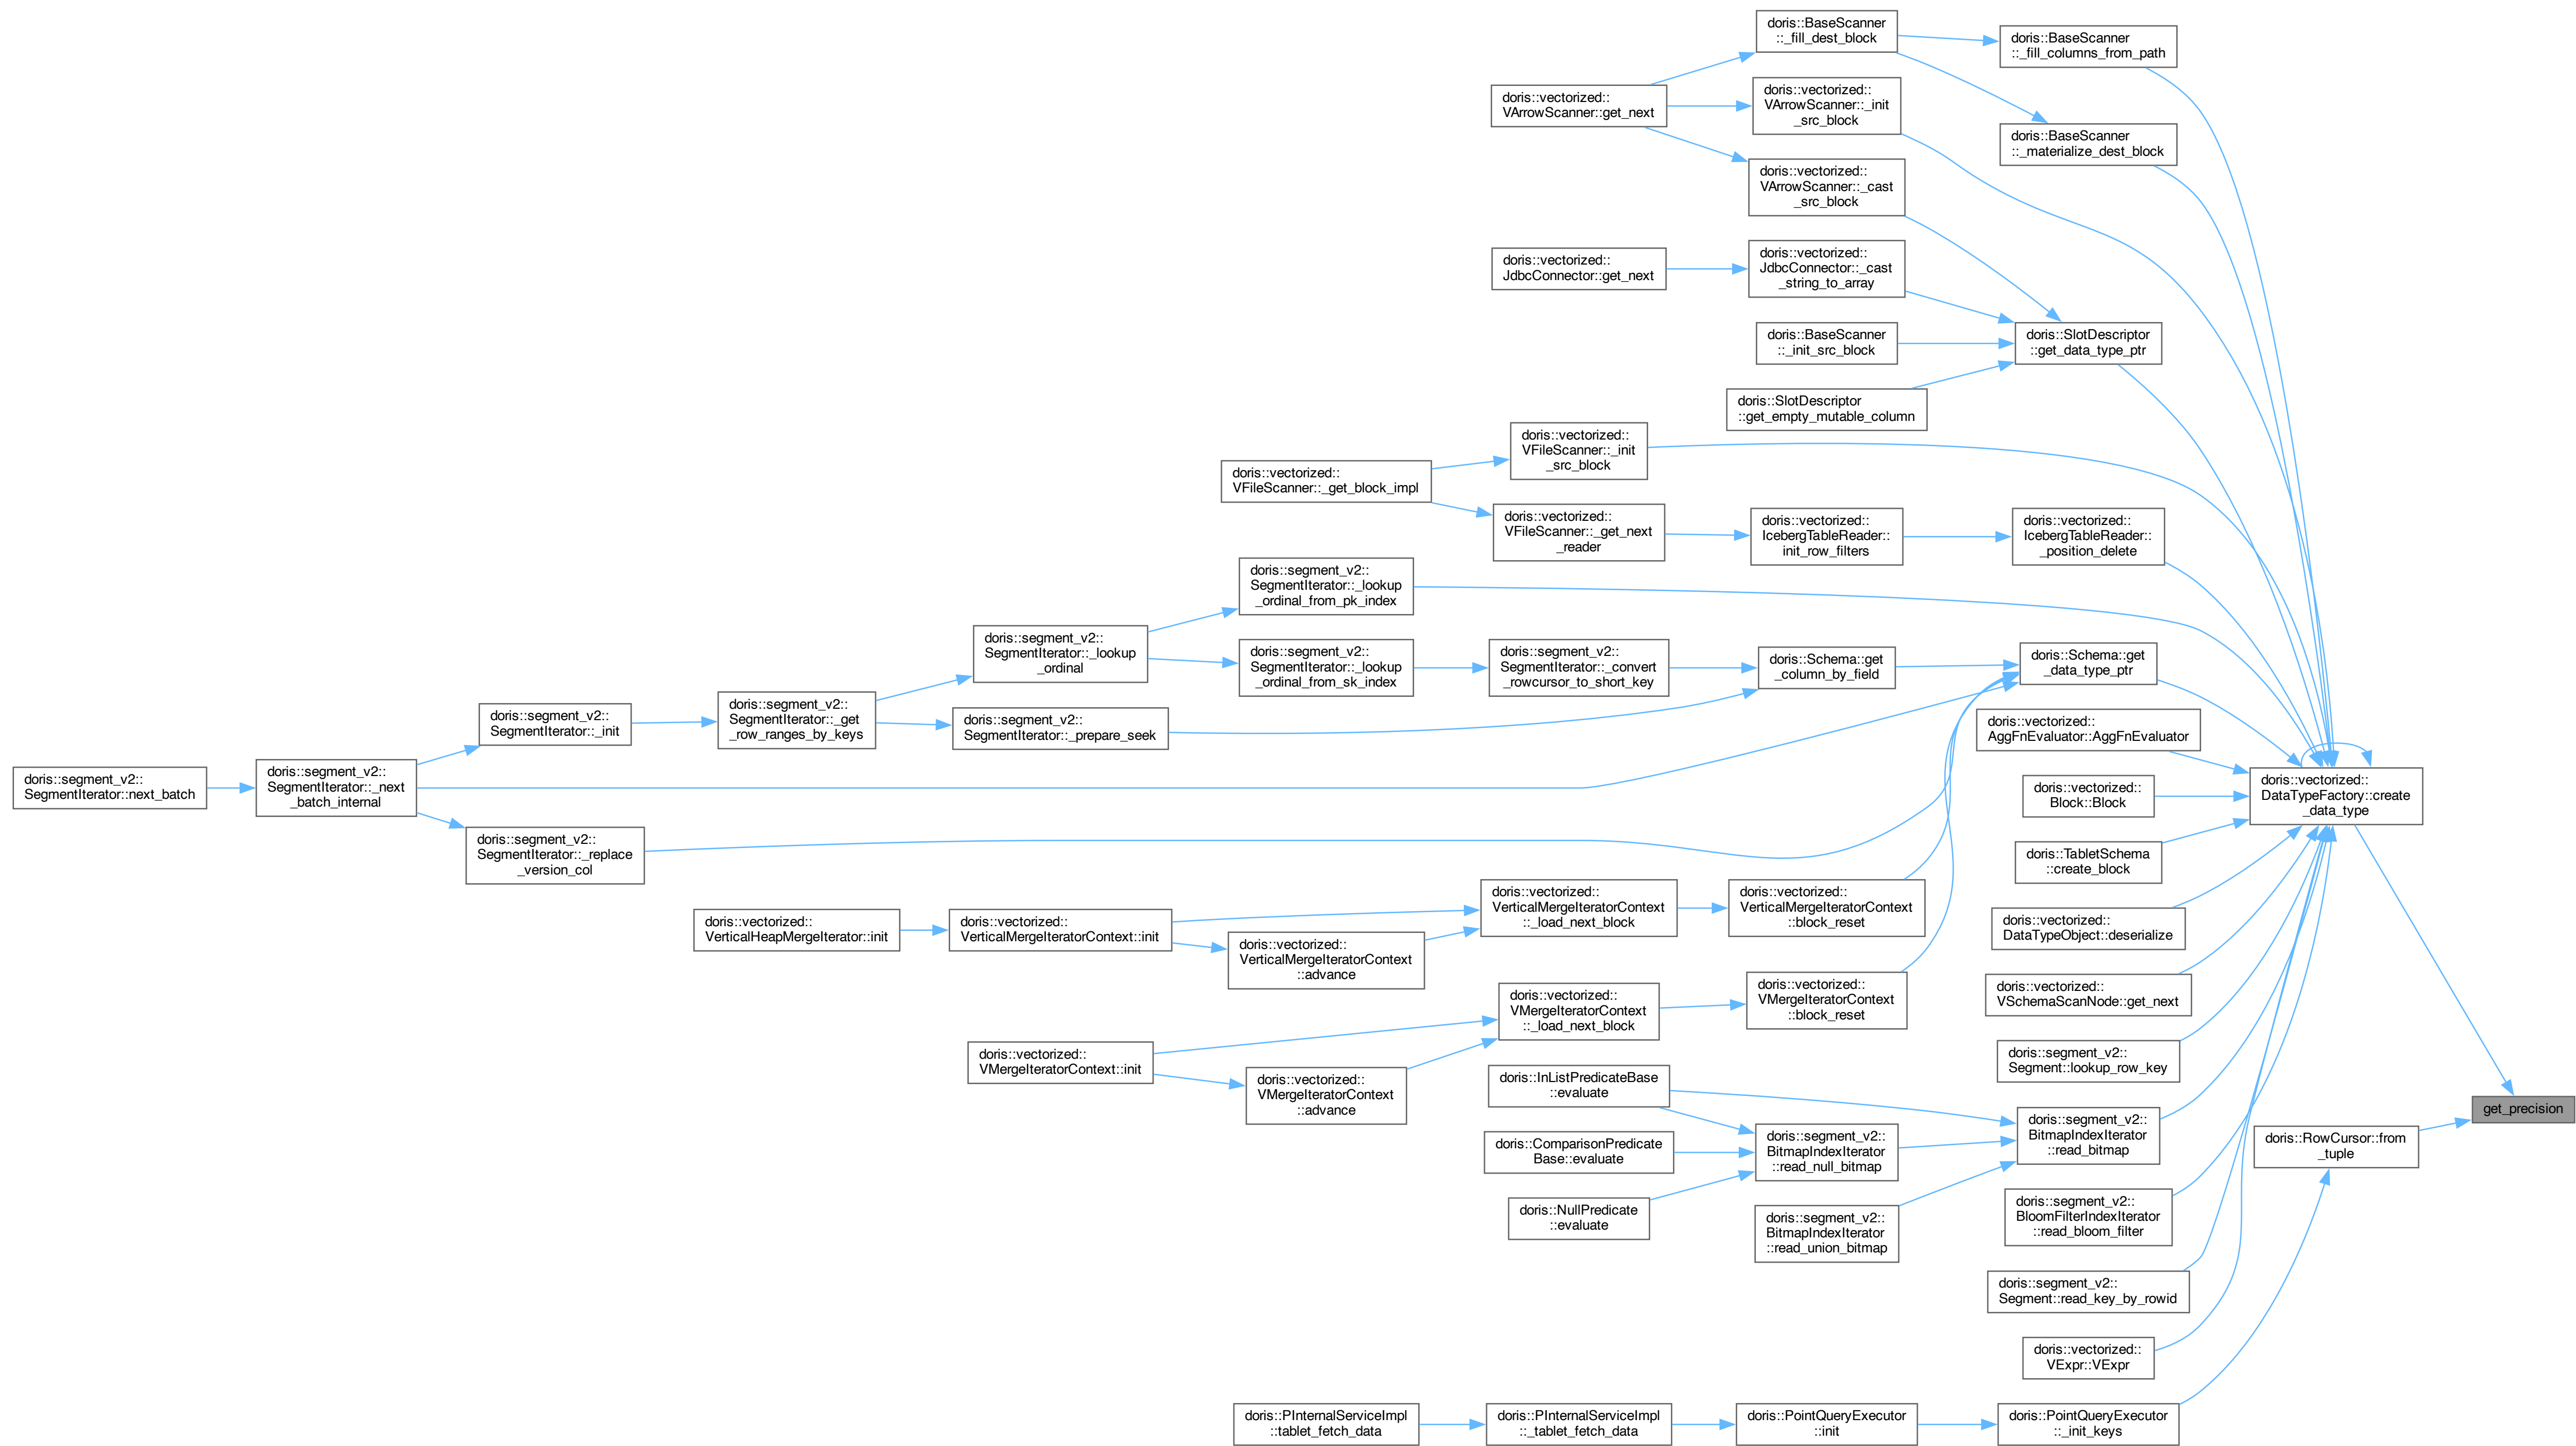 doris::BaseScanner
::_fill_dest_block
doris::BaseScanner
::_fill_columns_from_path
doris::vectorized::
VArrowScanner::get_next
doris::vectorized::
VArrowScanner::_init
_src_block
doris::BaseScanner
::_materialize_dest_block
doris::vectorized::
VArrowScanner::_cast
_src_block
doris::vectorized::
JdbcConnector::get_next
doris::vectorized::
JdbcConnector::_cast
_string_to_array
doris::BaseScanner
::_init_src_block
doris::SlotDescriptor
::get_data_type_ptr
doris::SlotDescriptor
::get_empty_mutable_column
doris::vectorized::
VFileScanner::_init
_src_block
doris::vectorized::
VFileScanner::_get_block_impl
doris::vectorized::
VFileScanner::_get_next
_reader
doris::vectorized::
IcebergTableReader::
init_row_filters
doris::vectorized::
IcebergTableReader::
_position_delete
doris::segment_v2::
SegmentIterator::_lookup
_ordinal_from_pk_index
doris::segment_v2::
SegmentIterator::_lookup
_ordinal
doris::segment_v2::
SegmentIterator::_lookup
_ordinal_from_sk_index
doris::segment_v2::
SegmentIterator::_convert
_rowcursor_to_short_key
doris::Schema::get
_column_by_field
doris::Schema::get
_data_type_ptr
doris::segment_v2::
SegmentIterator::_init
doris::segment_v2::
SegmentIterator::_get
_row_ranges_by_keys
doris::segment_v2::
SegmentIterator::_prepare_seek
doris::vectorized::
AggFnEvaluator::AggFnEvaluator
doris::segment_v2::
SegmentIterator::next_batch
doris::segment_v2::
SegmentIterator::_next
_batch_internal
doris::vectorized::
Block::Block
doris::vectorized::
DataTypeFactory::create
_data_type
doris::segment_v2::
SegmentIterator::_replace
_version_col
doris::TabletSchema
::create_block
doris::vectorized::
VerticalHeapMergeIterator::init
doris::vectorized::
VerticalMergeIteratorContext::init
doris::vectorized::
VerticalMergeIteratorContext
::advance
doris::vectorized::
VerticalMergeIteratorContext
::_load_next_block
doris::vectorized::
VerticalMergeIteratorContext
::block_reset
doris::vectorized::
DataTypeObject::deserialize
doris::vectorized::
VSchemaScanNode::get_next
doris::vectorized::
VMergeIteratorContext::init
doris::vectorized::
VMergeIteratorContext
::advance
doris::vectorized::
VMergeIteratorContext
::_load_next_block
doris::vectorized::
VMergeIteratorContext
::block_reset
doris::segment_v2::
Segment::lookup_row_key
doris::InListPredicateBase
::evaluate
doris::ComparisonPredicate
Base::evaluate
doris::NullPredicate
::evaluate
doris::segment_v2::
BitmapIndexIterator
::read_null_bitmap
doris::segment_v2::
BitmapIndexIterator
::read_union_bitmap
doris::segment_v2::
BitmapIndexIterator
::read_bitmap
get_precision
doris::RowCursor::from
_tuple
doris::segment_v2::
BloomFilterIndexIterator
::read_bloom_filter
doris::segment_v2::
Segment::read_key_by_rowid
doris::vectorized::
VExpr::VExpr
doris::PInternalServiceImpl
::tablet_fetch_data
doris::PInternalServiceImpl
::_tablet_fetch_data
doris::PointQueryExecutor
::init
doris::PointQueryExecutor
::_init_keys